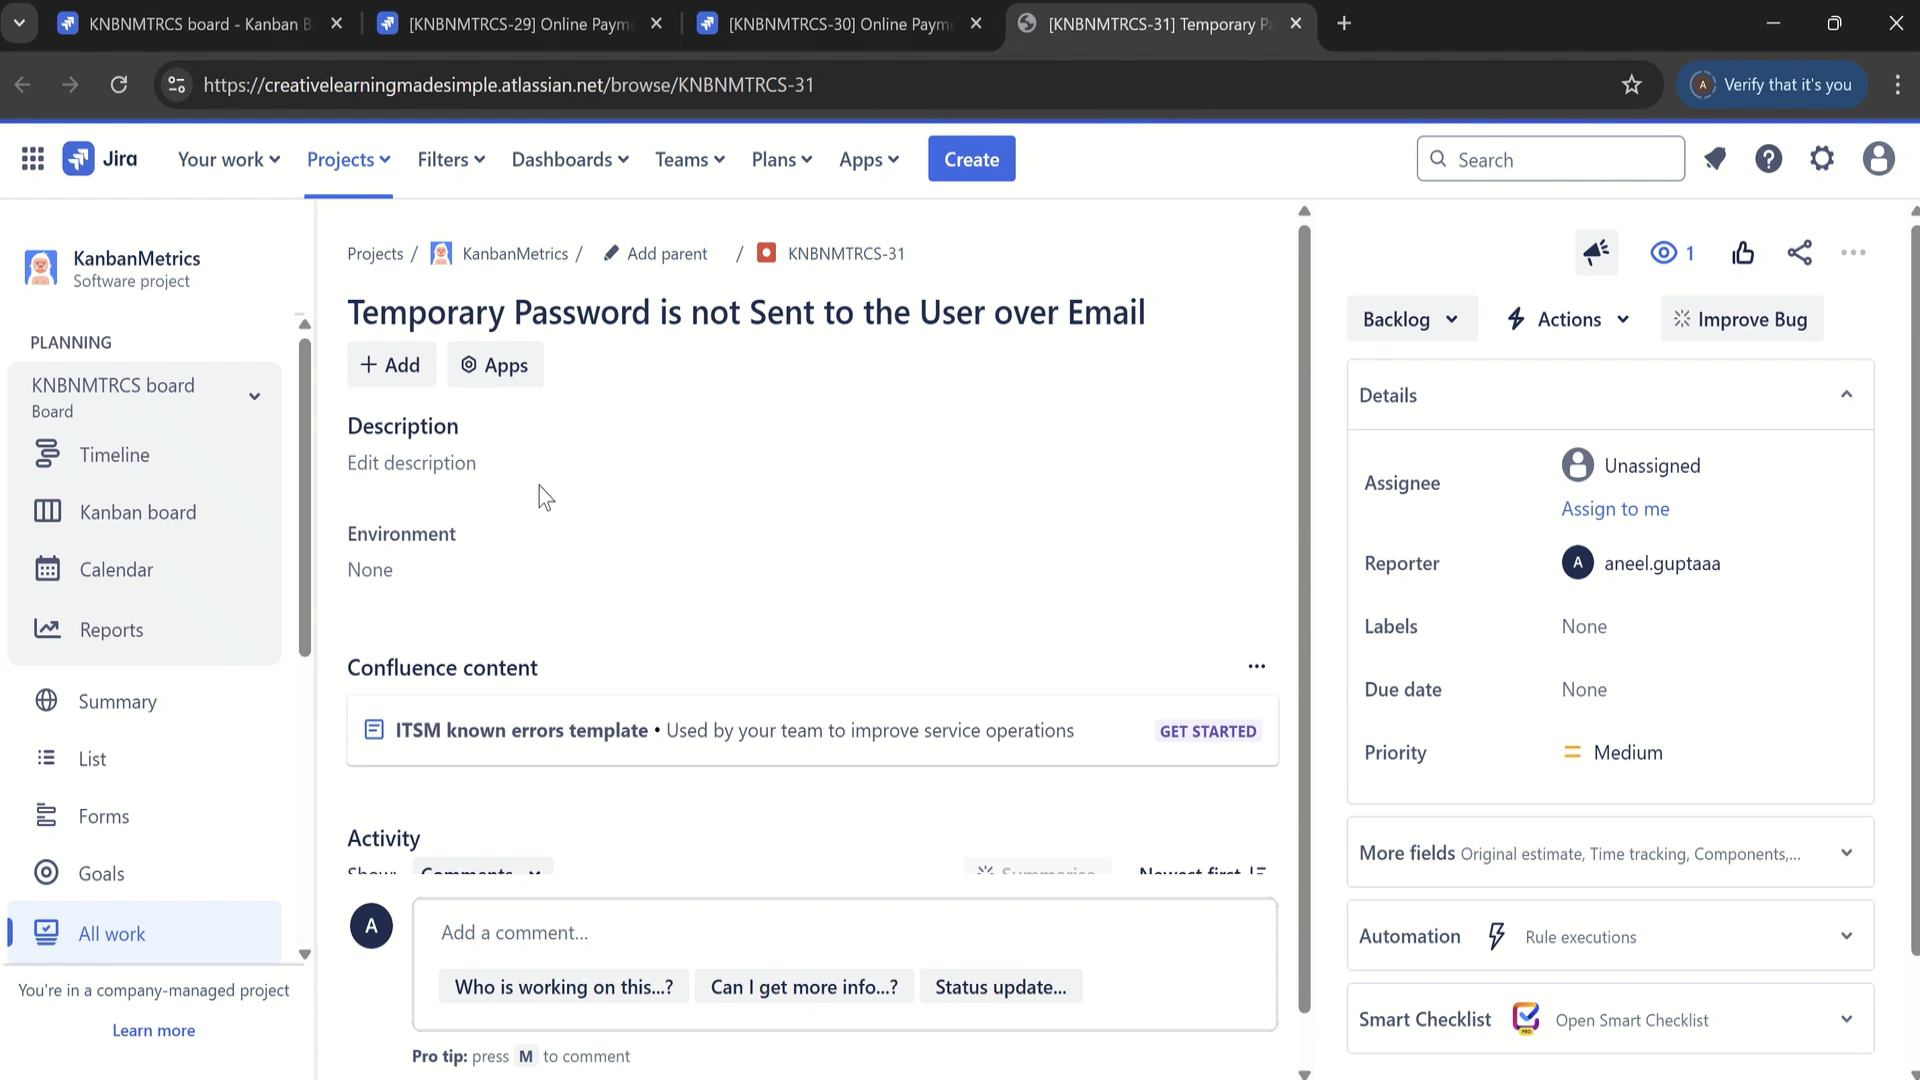 KNBNMTRCS board - Kanban B
[KNBNMTRCS-29] Online Paym
[KNBNMTRCS-30] Online Paym
[KNBNMTRCS-31] Temporary Pa
https://creativelearningmadesimple.atlassian.net/browse/KNBNMTRCS-31
A
Verify that it's you
Jira
Your work
Projects
Filters
Dashboards
Teams
Plans
Apps
Create
Search
KanbanMetrics
Software project
PLANNING
KNBNMTRCS board
Board
Timeline
Kanban board
Calendar
Reports
Summary
List
Forms
Goals
All work
You're in a company-managed project
Learn more
Projects / KanbanMetrics / Add parent / KNBNMTRCS-31
Temporary Password is not Sent to the User over Email
+ Add
Apps
Description
Edit description
Environment
None
Confluence content
ITSM known errors template • Used by your team to improve service operations
GET STARTED
Activity
Show:
Comments
Summarise
Newest first
A
Add a comment...
Who is working on this...?
Can I get more info...?
Status update...
Pro tip: press M to comment
1
Backlog
Actions
Improve Bug
Details
Assignee
Unassigned
Assign to me
Reporter
A
aneel.guptaaa
Labels
None
Due date
None
Priority
Medium
More fields Original estimate, Time tracking, Components,...
Automation
Rule executions
Smart Checklist
PRO
Open Smart Checklist